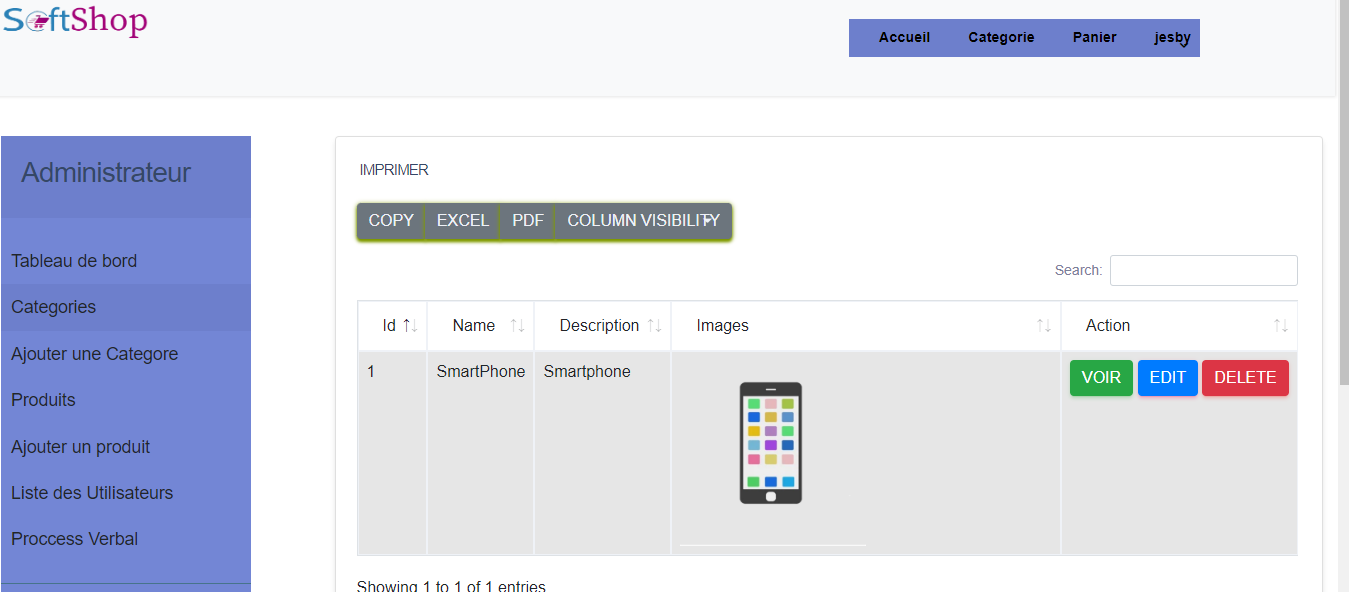 SoftShop
Accueil Categorie Panier jesby
Administrateur
Tableau de bord
Categories
Ajouter une Categore
Produits
Ajouter un produit
Liste des Utilisateurs
Proccess Verbal
IMPRIMER
COPY EXCEL PDF COLUMN VISIBILITY
Search:
Id Name Description Images Action
1 SmartPhone Smartphone VOIR EDIT DELETE
Showing 1 to 1 of 1 entries